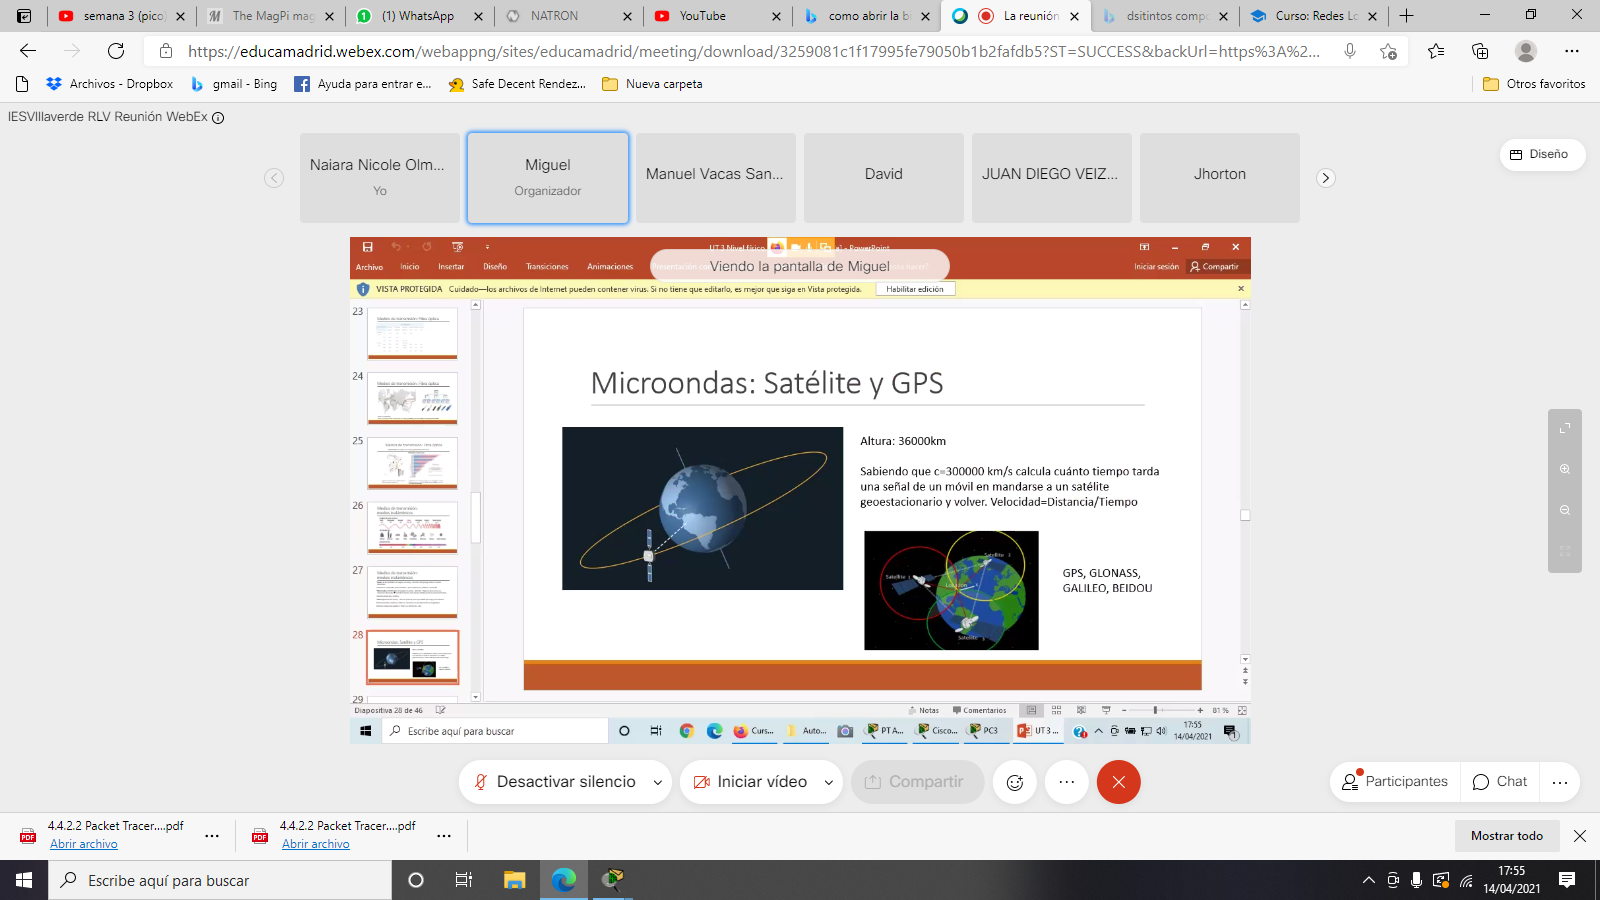 semana 3 (pico)
The MagPi mag
(1) WhatsApp
NATRON
YouTube
como abrir la b
La reunión
dsitintos compo
Curso: Redes Lo
https://educamadrid.webex.com/webappng/sites/educamadrid/meeting/download/3259081c1f17995fe79050b1b2fafdb5?ST=SUCCESS&backUrl=https%3A%2...
Archivos - Dropbox
gmail - Bing
Ayuda para entrar e...
Safe Decent Rendez...
Nueva carpeta
Otros favoritos
IESVIllaverde RLV Reunión WebEx
Naiara Nicole Olm...
Yo
Miguel
Organizador
Manuel Vacas San...
David
JUAN DIEGO VEIZ...
Jhorton
Diseño
Viendo la pantalla de Miguel
Archivo
Inicio
Insertar
Diseño
Transiciones
Animaciones
Iniciar sesión
Compartir
VISTA PROTEGIDA Cuidado—los archivos de Internet pueden contener virus. Si no tiene que editarlo, es mejor que siga en Vista protegida.
Habilitar edición
23
24
25
26
27
28
29
Microondas: Satélite y GPS
Altura: 36000km
Sabiendo que c=300000 km/s calcula cuánto tiempo tarda
una señal de un móvil en mandarse a un satélite
geoestacionario y volver. Velocidad=Distancia/Tiempo
GPS, GLONASS,
GALILEO, BEIDOU
Diapositiva 28 de 46
Notas
Comentarios
81 %
Escribe aquí para buscar
Curs...
Auto...
PT A...
Cisco...
PC3
UT 3 ...
17:55
14/04/2021
Desactivar silencio
Iniciar vídeo
Compartir
Participantes
Chat
4.4.2.2 Packet Tracer....pdf
Abrir archivo
4.4.2.2 Packet Tracer....pdf
Abrir archivo
Mostrar todo
Escribe aquí para buscar
17:55
14/04/2021